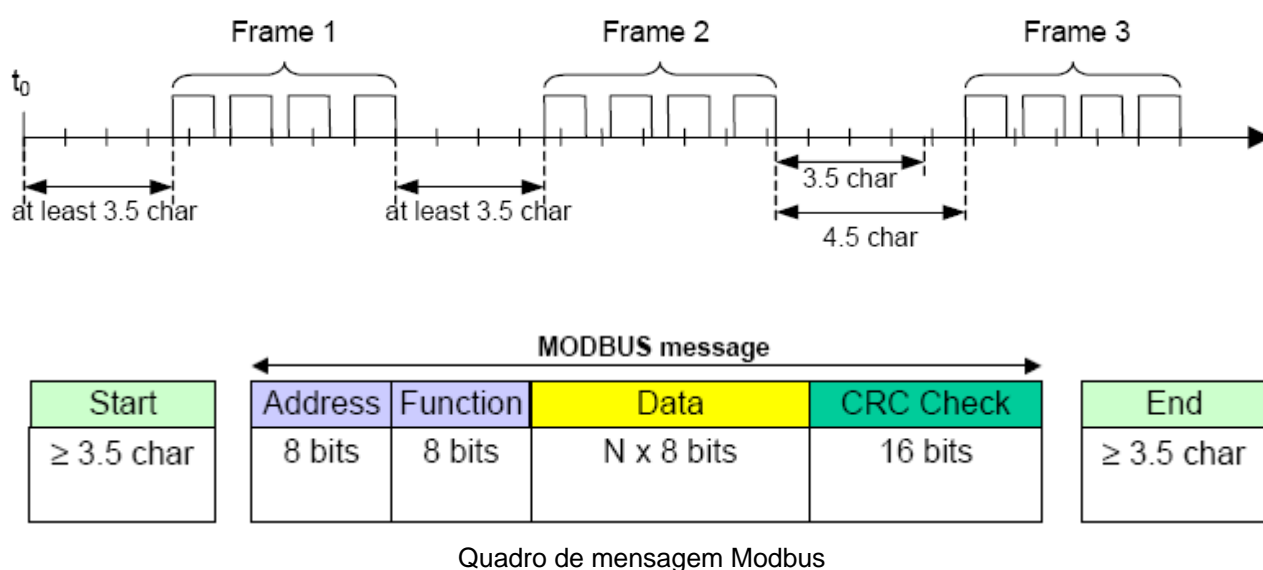 Frame 1 Frame 2 Frame 3
t0
at least 3.5 char at least 3.5 char 3.5 char
4.5 char
MODBUS message
Start Address Function Data CRC Check End
≥ 3.5 char 8 bits 8 bits N x 8 bits 16 bits ≥ 3.5 char
Quadro de mensagem Modbus